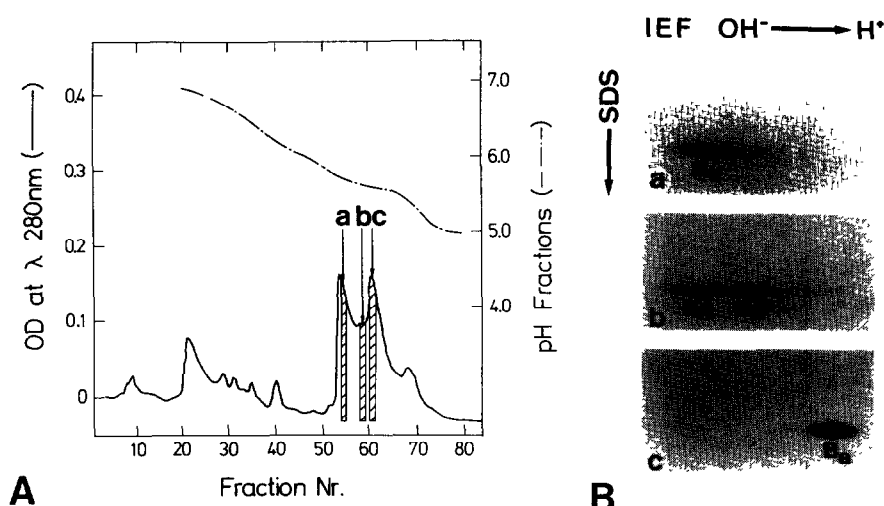 OD at λ 280nm (——)
0,4
0.3
0.2
0.1
0
a bc
7.0
6.0
5.0
4.0
pH Fractions (—·—)
10 20 30 40 50 60 70 80
Fraction Nr.
A
IEF OH⁻ ⟶ H⁺
SDS
a
b
c
B